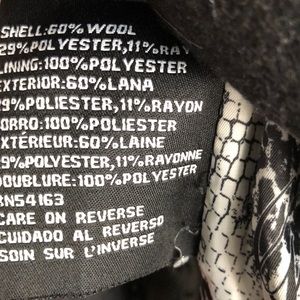 SHELL:60%WOOL
29%POLYESTER,11%RAY
LINING:100%POLYESTER
EXTERIOR:60%LANA
29%POLIESTER,11%RAYON
FORRO:100%POLIESTER
EXTÉRIEUR:60%LAINE
29%POLYESTER,11%RAYONNE
DOUBLURE:100%POLYESTER
RN54163
CARE ON REVERSE
CUIDADO AL REVERSO
SOIN SUR L'INVERSE